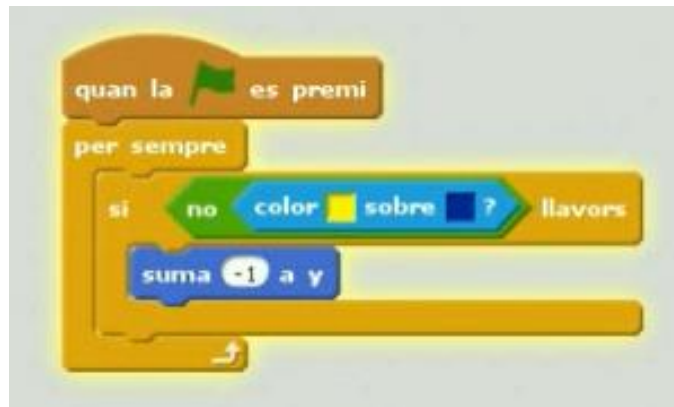 quan la es premi
per sempre
si no color sobre ? llavors
suma -1 a y